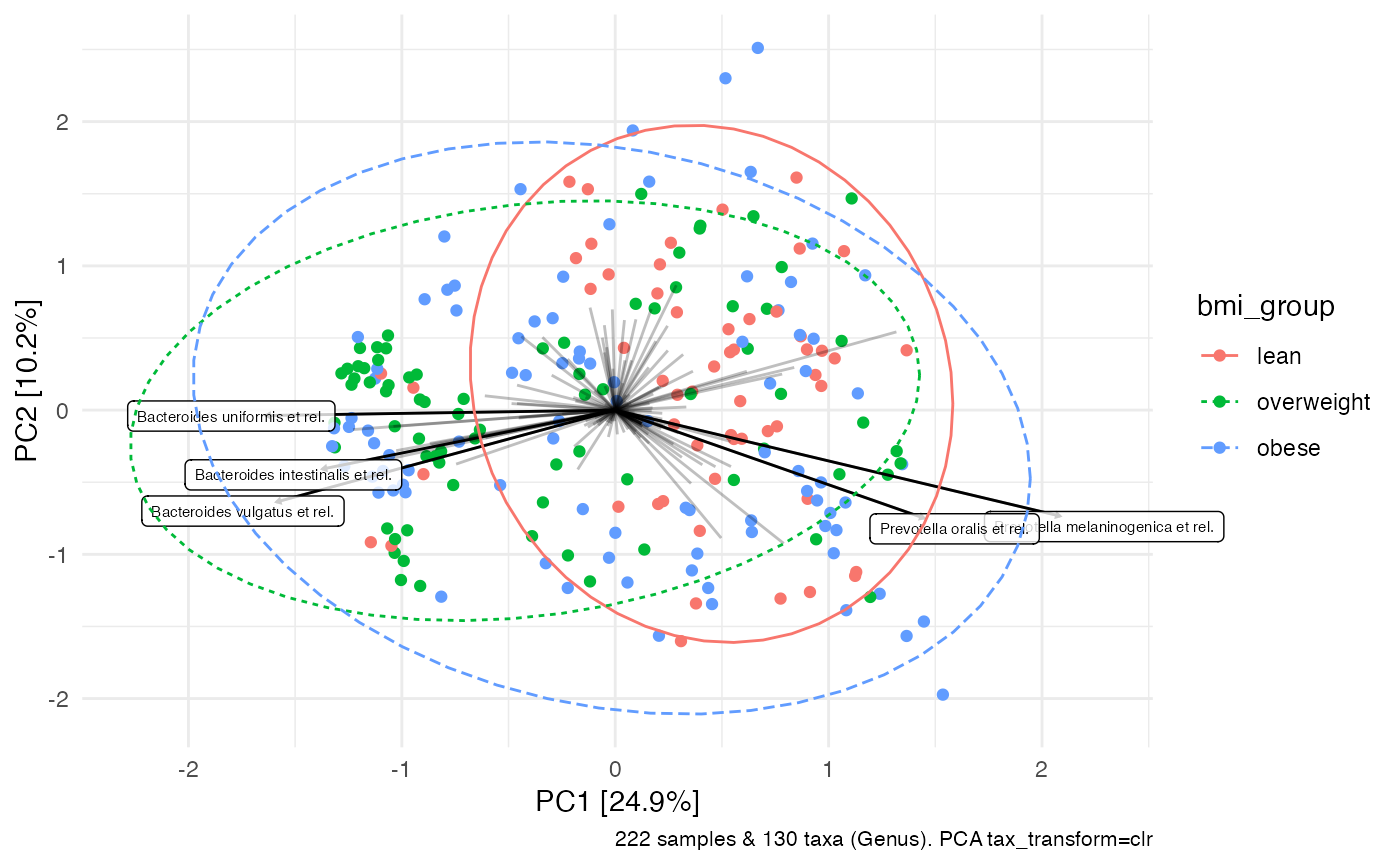 2
1
0
-1
-2
PC2 [10.2%]
Bacteroides uniformis et rel.
Bacteroides intestinalis et rel.
Bacteroides vulgatus et rel.
Prevotella oralis et rel.
melaninogenica et rel.
-2
-1
0
1
2
PC1 [24.9%]
222 samples & 130 taxa (Genus). PCA tax_transform=clr
bmi_group
lean
overweight
obese